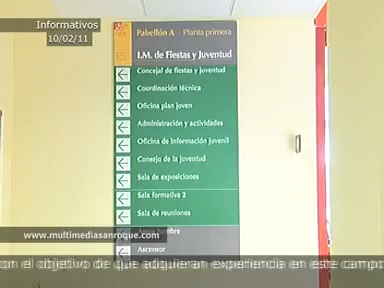 Informativos
10/02/11
Pabellón A Planta primera
I.M. de Fiestas y Juventud
Concejal de fiestas y juventud
Coordinación técnica
Oficina plan joven
Administración y actividades
Oficina de información juvenil
Consejo de la juventud
Sala de exposiciones
Sala formativa 2
Sala de reuniones
www.multimediasanroque.com
hombre
Ascensor
con el objetivo de que adquieran experiencia en este campo